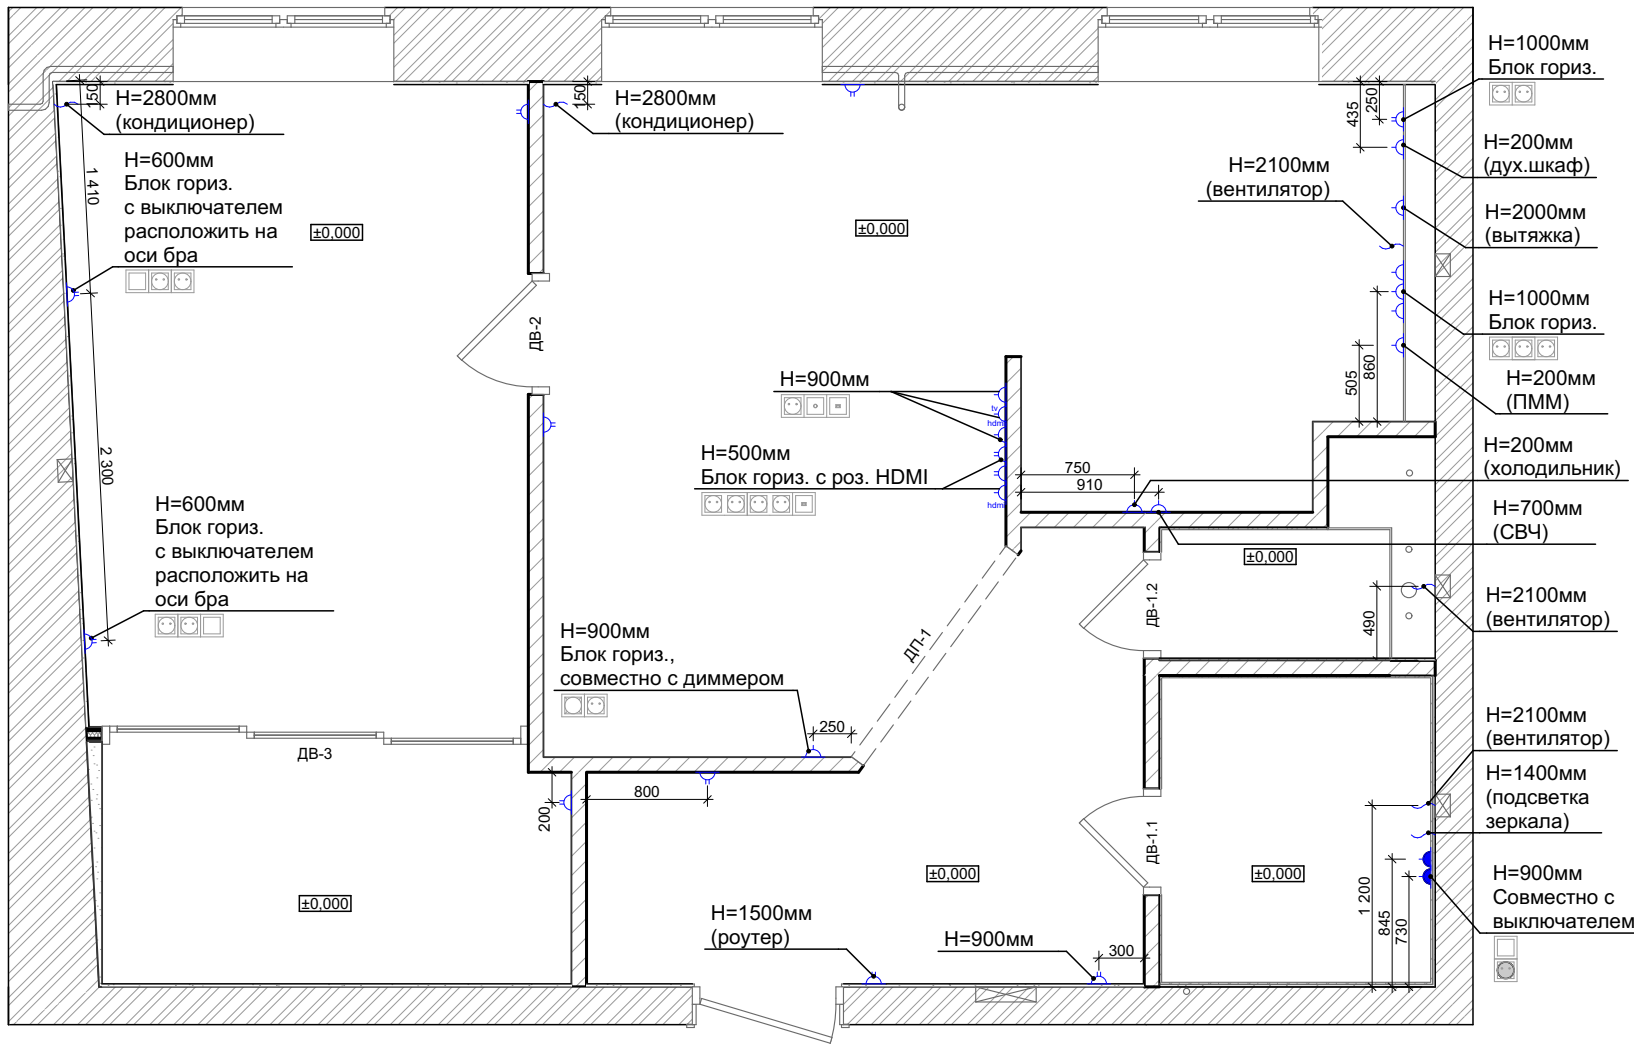 H=2800мм
(кондиционер)
150
1 410
H=600мм
Блок гориз.
с выключателем
расположить на
оси бра
±0,000
2 300
H=600мм
Блок гориз.
с выключателем
расположить на
оси бра
ДВ-3
±0,000
200
150
H=2800мм
(кондиционер)
ДВ-2
±0,000
H=2100мм
(вентилятор)
435
250
H=900мм
tv
hdmi
H=500мм
Блок гориз. с роз. HDMI
hdmi
750
910
505
860
H=900мм
Блок гориз.,
совместно с диммером
250
ДП-1
800
ДВ-1.2
±0,000
490
ДВ-1.1
±0,000
±0,000
1 200
845
730
H=1500мм
(роутер)
H=900мм
300
H=1000мм
Блок гориз.
H=200мм
(дух.шкаф)
H=2000мм
(вытяжка)
H=1000мм
Блок гориз.
H=200мм
(ПММ)
H=200мм
(холодильник)
H=700мм
(СВЧ)
H=2100мм
(вентилятор)
H=2100мм
(вентилятор)
H=1400мм
(подсветка
зеркала)
H=900мм
Совместно с
выключателем